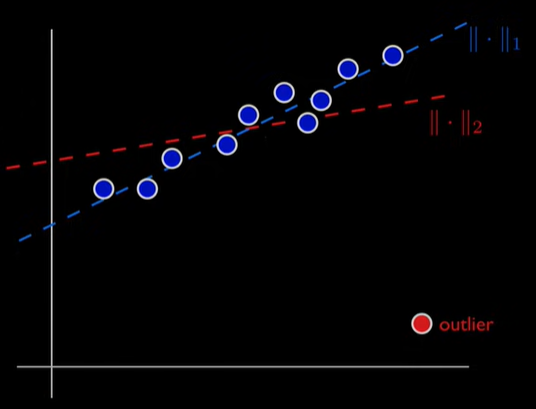 ‖ · ‖₁
‖ · ‖₂
outlier